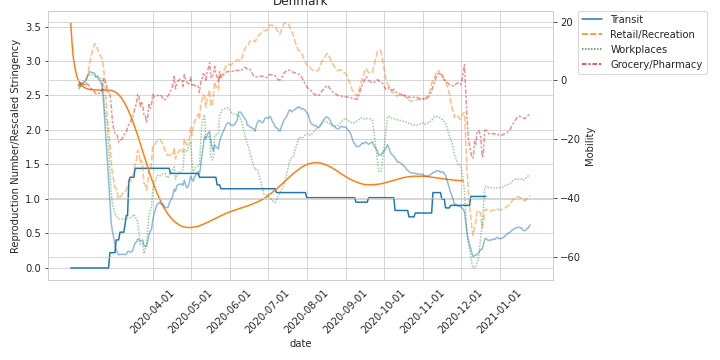 Denmark
Reproduction Number/Rescaled Stringency
3.5
3.0
2.5
2.0
1.5
1.0
0.5
0.0
20
0
−20
−40
−60
Mobility
2020-04-01
2020-05-01
2020-06-01
2020-07-01
2020-08-01
2020-09-01
2020-10-01
2020-11-01
2020-12-01
2021-01-01
date
Transit
Retail/Recreation
Workplaces
Grocery/Pharmacy